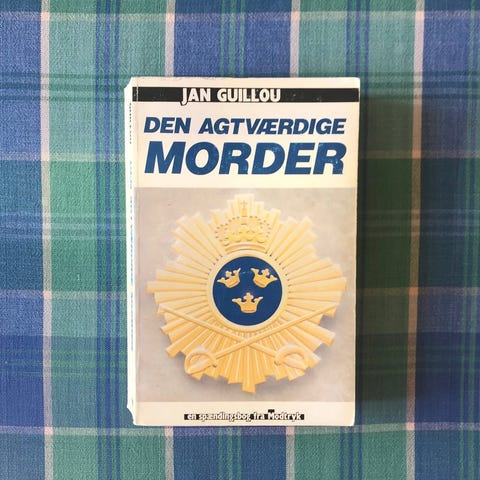 JAN GUILLOU
DEN AGTVÆRDIGE
MORDER
en spændingsbog fra Modtryk